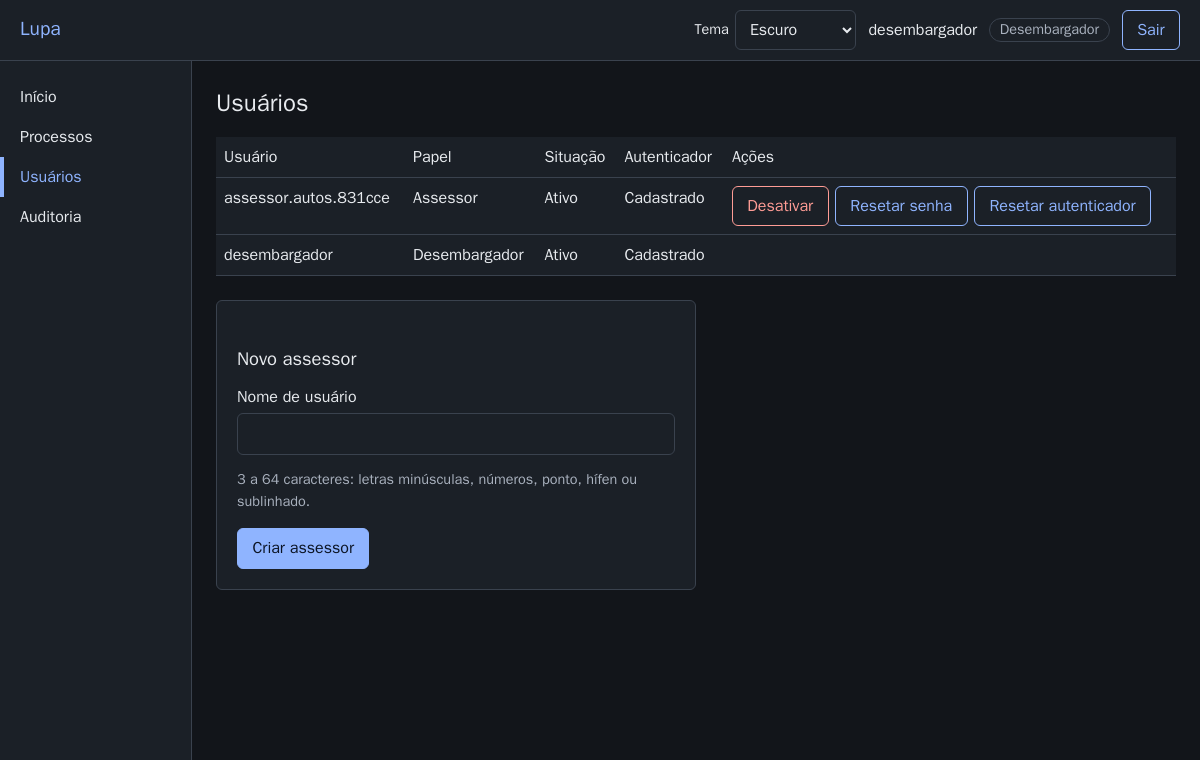 Lupa
Tema Escuro desembargador Desembargador Sair
Início
Processos
Usuários
Auditoria
Usuários
Usuário Papel Situação Autenticador Ações
assessor.autos.831cce Assessor Ativo Cadastrado Desativar Resetar senha Resetar autenticador
desembargador Desembargador Ativo Cadastrado
Novo assessor
Nome de usuário
3 a 64 caracteres: letras minúsculas, números, ponto, hífen ou
sublinhado.
Criar assessor